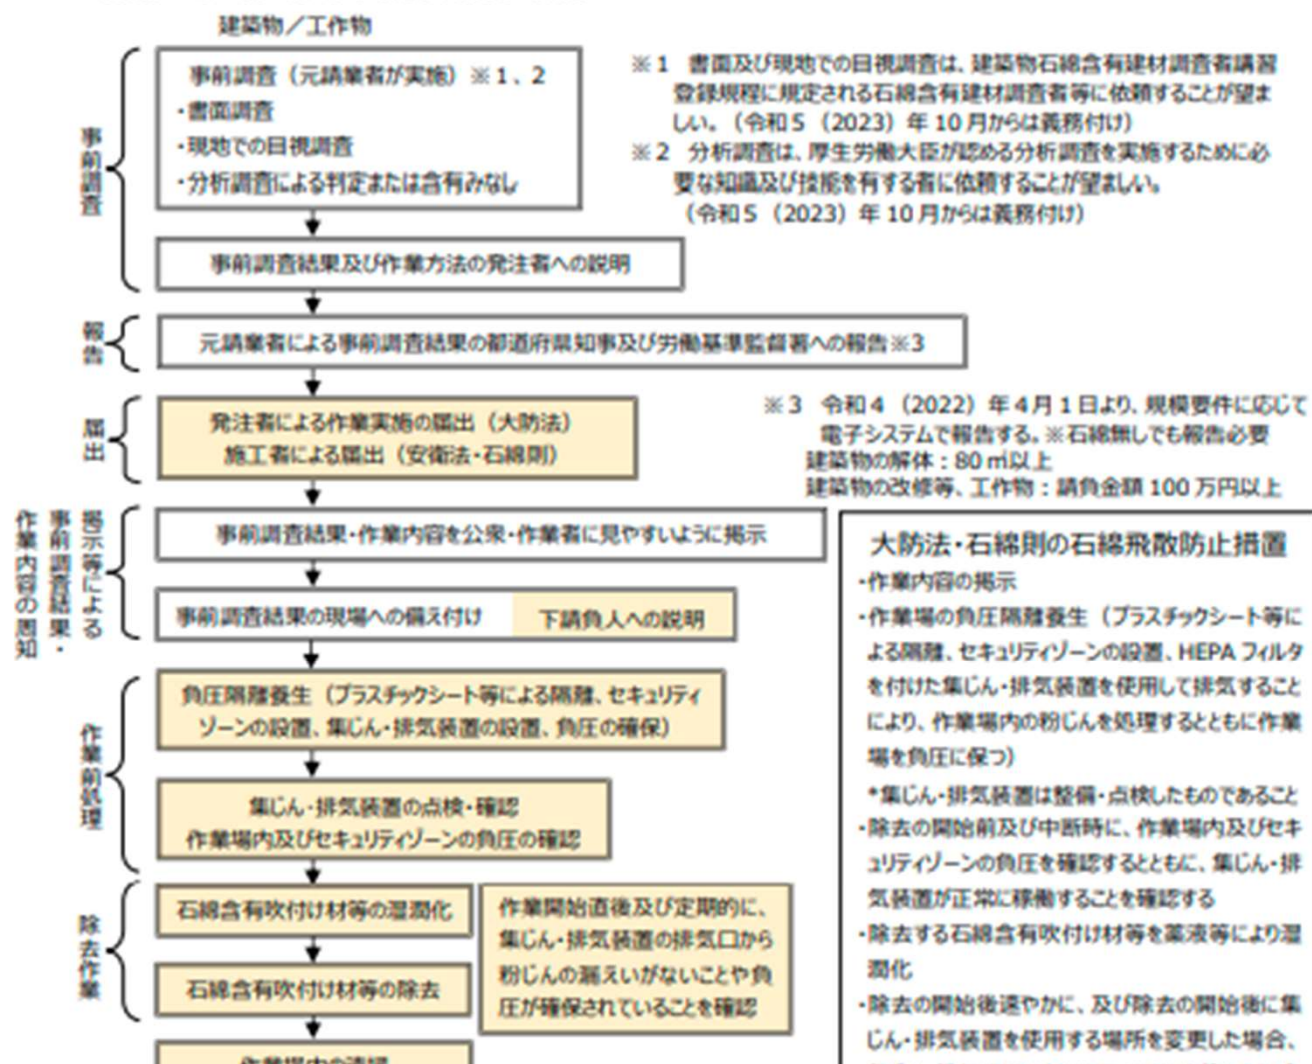 建築物／工作物
事前調査
事前調査（元請業者が実施）※１、２
・書面調査
・現地での目視調査
・分析調査による判定または含有みなし
※１　書面及び現地での目視調査は、建築物石綿含有建材調査者講習
登録規程に規定される石綿含有建材調査者等に依頼することが望ま
しい。（令和５（2023）年 10 月からは義務付け）
※２　分析調査は、厚生労働大臣が認める分析調査を実施するために必
要な知識及び技能を有する者に依頼することが望ましい。
（令和５（2023）年 10 月からは義務付け）
事前調査結果及び作業方法の発注者への説明
報告
元請業者による事前調査結果の都道府県知事及び労働基準監督署への報告※3
届出
発注者による作業実施の届出（大防法）
施工者による届出（安衛法・石綿則）
※３　令和４（2022）年４月１日より、規模要件に応じて
電子システムで報告する。※石綿無しでも報告必要
建築物の解体：80 ㎡以上
建築物の改修等、工作物：請負金額 100 万円以上
掲示等による
事前調査結果・
作業内容の周知
事前調査結果・作業内容を公衆・作業者に見やすいように掲示
事前調査結果の現場への備え付け
下請負人への説明
作業前処理
負圧隔離養生（プラスチックシート等による隔離、セキュリティ
ゾーンの設置、集じん・排気装置の設置、負圧の確保）
集じん・排気装置の点検・確認
作業場内及びセキュリティゾーンの負圧の確認
除去作業
石綿含有吹付け材等の湿潤化
石綿含有吹付け材等の除去
作業開始直後及び定期的に、
集じん・排気装置の排気口から
粉じんの漏えいがないことや負
圧が確保されていることを確認
作業場内の清掃
大防法・石綿則の石綿飛散防止措置
・作業内容の掲示
・作業場の負圧隔離養生（プラスチックシート等に
よる隔離、セキュリティゾーンの設置、HEPA フィルタ
を付けた集じん・排気装置を使用して排気すること
により、作業場内の粉じんを処理するとともに作業
場を負圧に保つ）
*集じん・排気装置は整備・点検したものであること
・除去の開始前及び中断時に、作業場内及びセキ
ュリティゾーンの負圧を確認するとともに、集じん・排
気装置が正常に稼働することを確認する
・除去する石綿含有吹付け材等を薬液等により湿
潤化
・除去の開始後速やかに、及び除去の開始後に集
じん・排気装置を使用する場所を変更した場合、